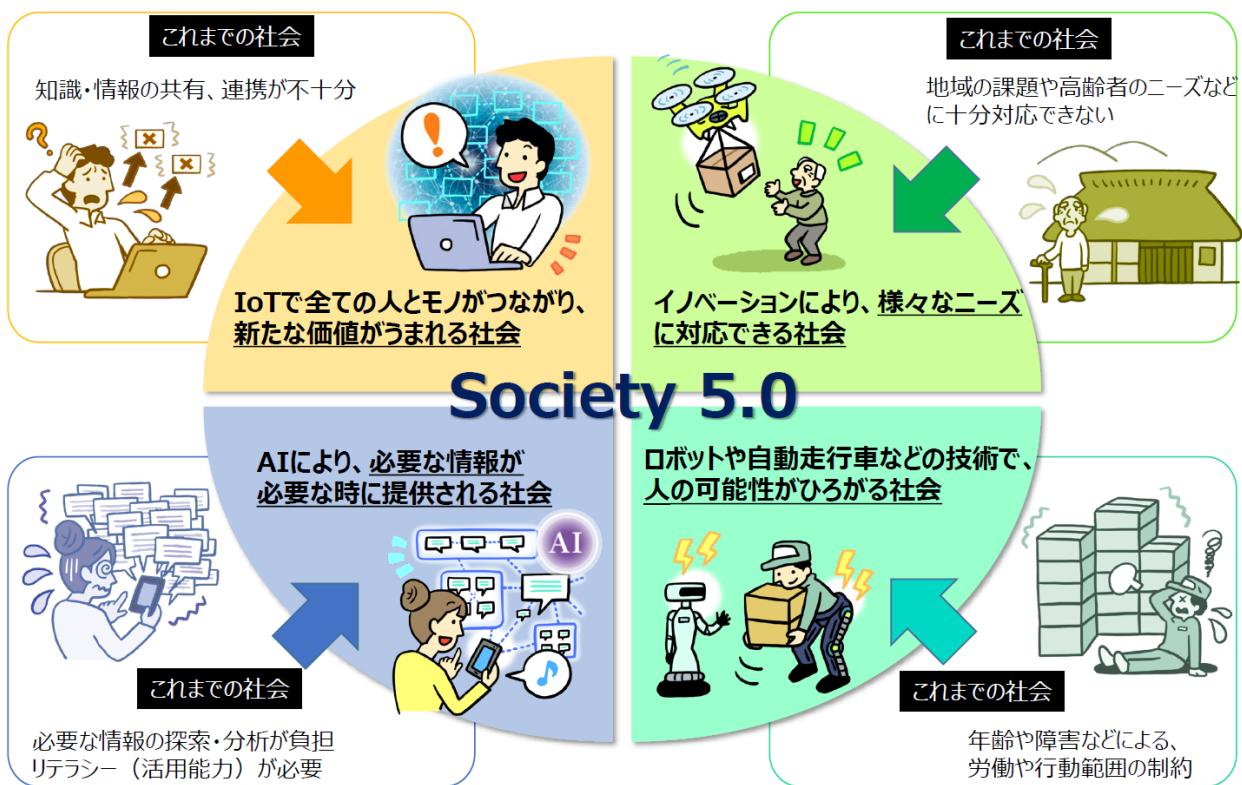 これまでの社会
知識・情報の共有、連携が不十分
IoTで全ての人とモノがつながり、
新たな価値がうまれる社会
これまでの社会
地域の課題や高齢者のニーズなど
に十分対応できない
イノベーションにより、様々なニーズ
に対応できる社会
Society 5.0
AIにより、必要な情報が
必要な時に提供される社会
AI
これまでの社会
必要な情報の探索・分析が負担
リテラシー（活用能力）が必要
ロボットや自動走行車などの技術で、
人の可能性がひろがる社会
これまでの社会
年齢や障害などによる、
労働や行動範囲の制約